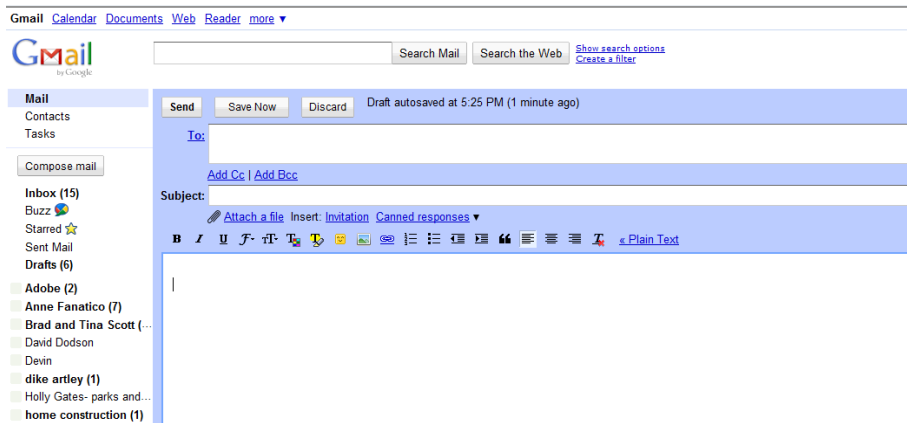 Gmail Calendar Documents Web Reader more ▼
Gmail
by Google
Search Mail Search the Web Show search options
Create a filter
Mail
Contacts
Tasks
Compose mail
Inbox (15)
Buzz
Starred
Sent Mail
Drafts (6)
Adobe (2)
Anne Fanatico (7)
Brad and Tina Scott (...
David Dodson
Devin
dike artley (1)
Holly Gates- parks and...
home construction (1)
Send Save Now Discard Draft autosaved at 5:25 PM (1 minute ago)
To:
Add Cc | Add Bcc
Subject:
Attach a file Insert: Invitation Canned responses ▼
B I U F T T T T « Plain Text